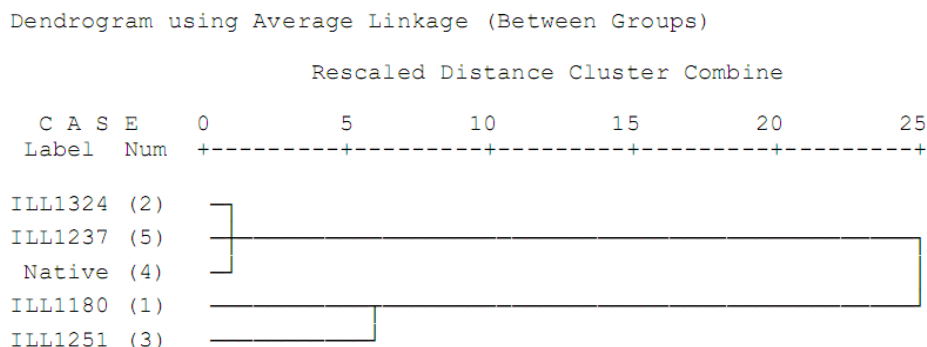 Dendrogram using Average Linkage (Between Groups)
Rescaled Distance Cluster Combine
C A S E 0 5 10 15 20 25
Label Num +---------+---------+---------+---------+---------+
ILL1324 (2)
ILL1237 (5)
Native (4)
ILL1180 (1)
ILL1251 (3)